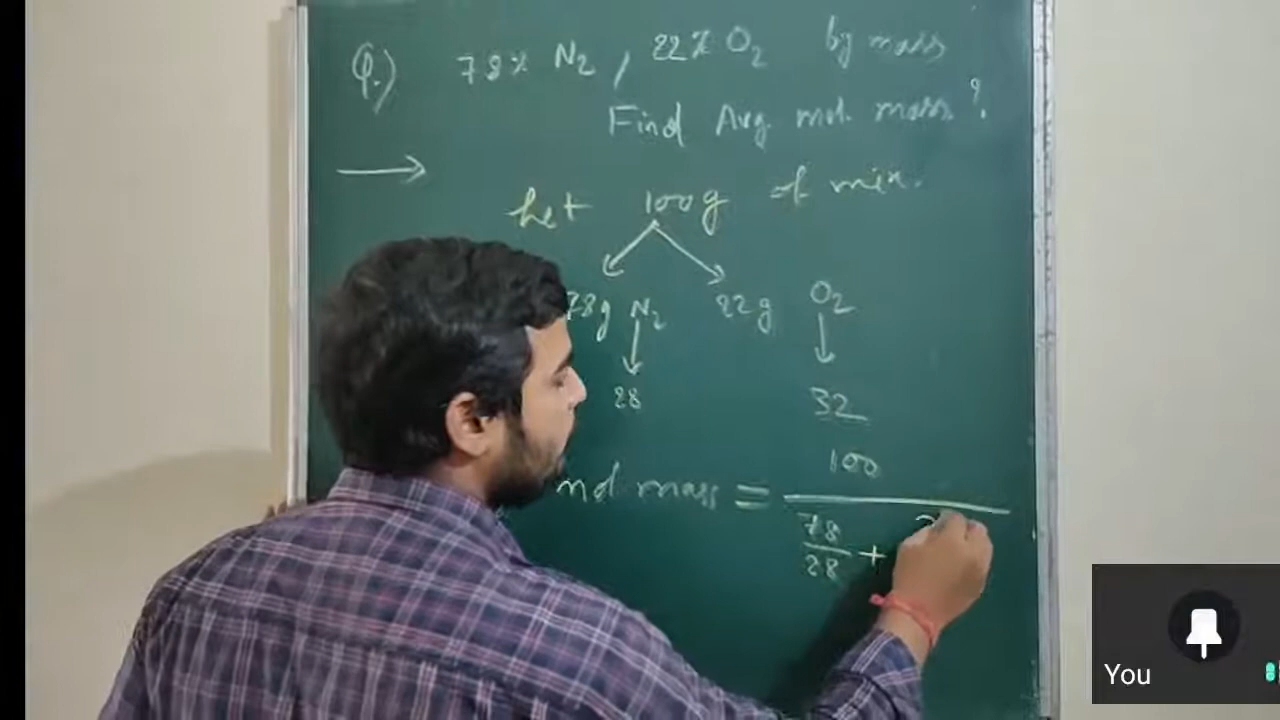 Q.) 78% N2, 22% O2 by mass
Find Avg. mol. mass?
Let 100g of mix.
78g N2 22g O2
28 32
mol mass = 100
78/28 +
You